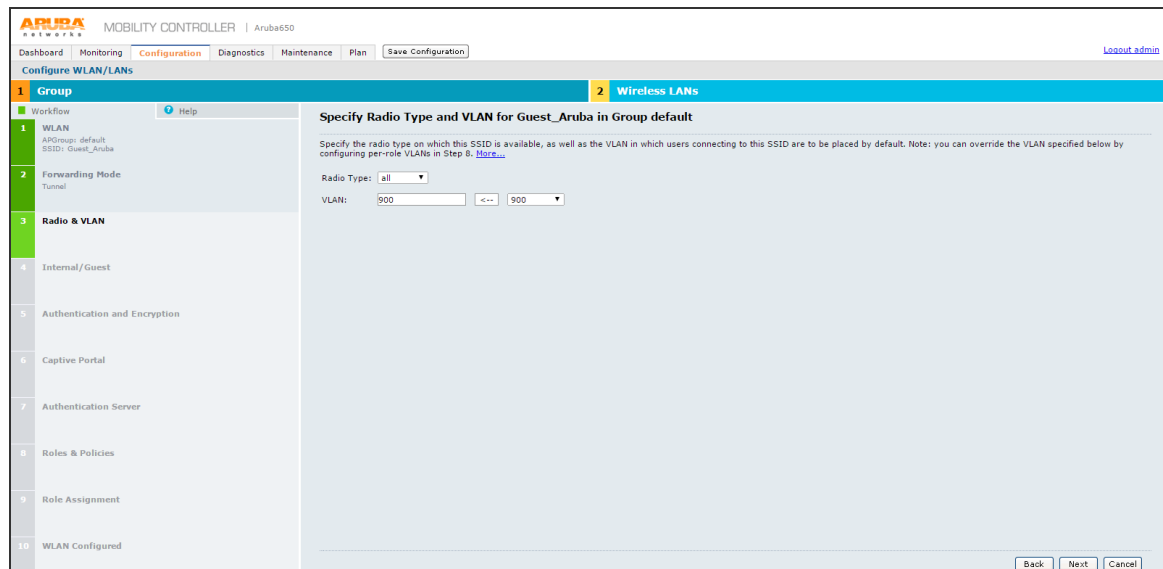 ARUBA networks MOBILITY CONTROLLER | Aruba650
Dashboard Monitoring Configuration Diagnostics Maintenance Plan Save Configuration Logout admin
Configure WLAN/LANs
1 Group 2 Wireless LANs
Workflow ? Help
1 WLAN
APGroup: default
SSID: Guest_Aruba
2 Forwarding Mode
Tunnel
3 Radio & VLAN
4 Internal/Guest
5 Authentication and Encryption
6 Captive Portal
7 Authentication Server
8 Roles & Policies
9 Role Assignment
10 WLAN Configured
Specify Radio Type and VLAN for Guest_Aruba in Group default
Specify the radio type on which this SSID is available, as well as the VLAN in which users connecting to this SSID are to be placed by default. Note: you can override the VLAN specified below by
configuring per-role VLANs in Step 8. More...
Radio Type: all
VLAN: 900 <-- 900
Back Next Cancel